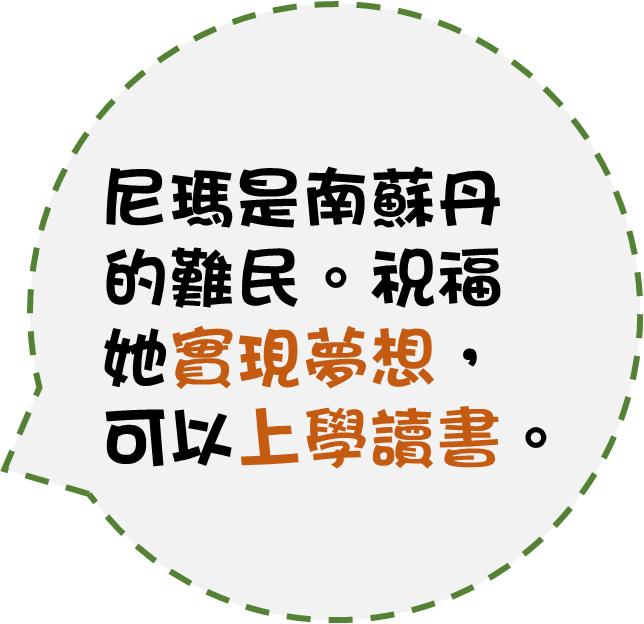 尼瑪是南蘇丹
的難民。祝福
她實現夢想，
可以上學讀書。